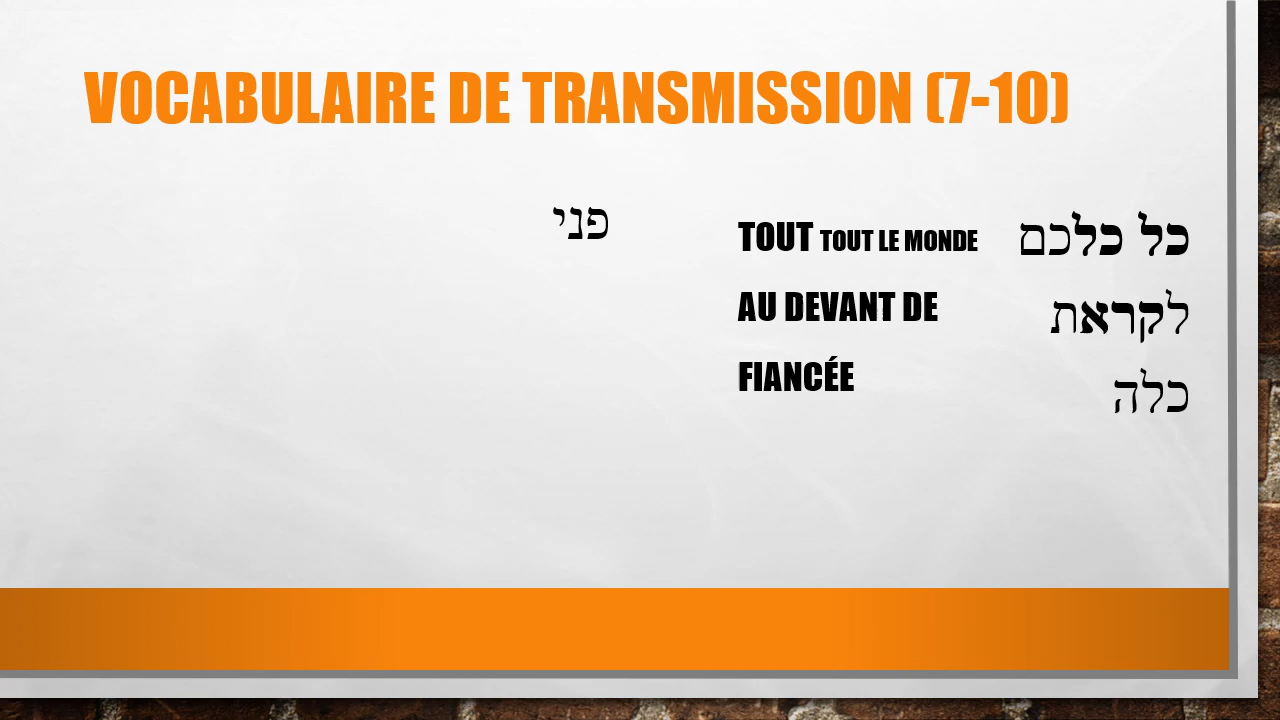 VOCABULAIRE DE TRANSMISSION (7-10)
כל כלכם
TOUT TOUT LE MONDE
לקראת
AU DEVANT DE
כלה
FIANCÉE
פני